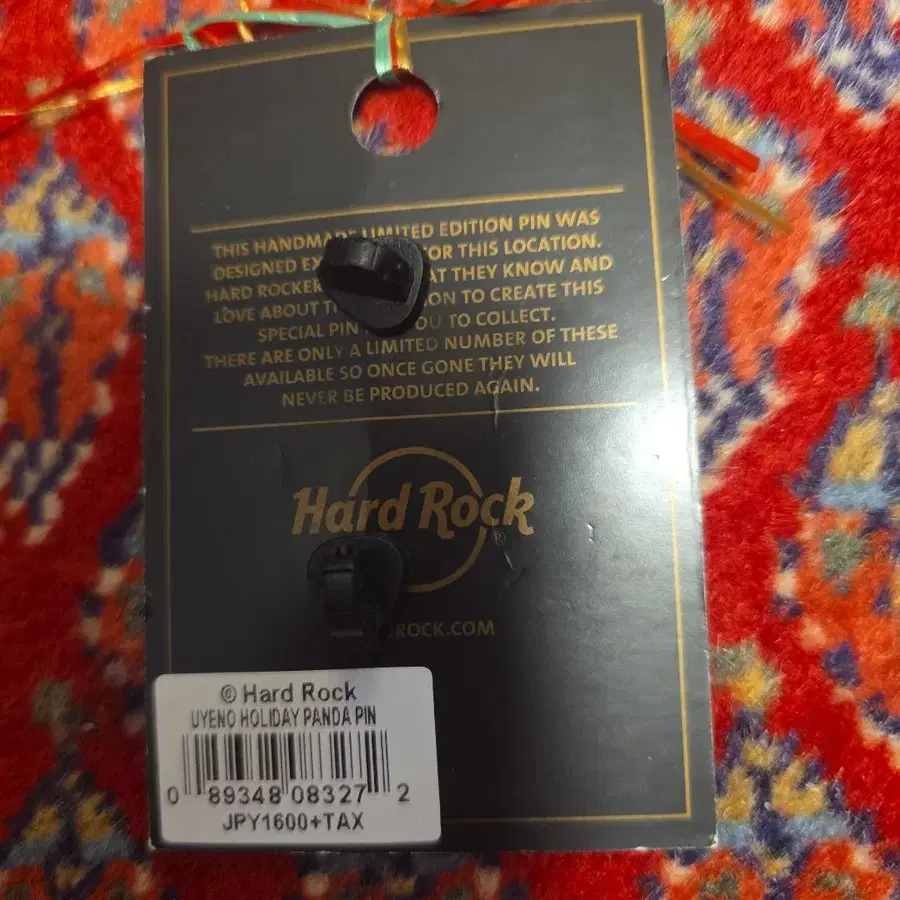 THIS HANDMADE LIMITED EDITION PIN WAS
DESIGNED FOR THIS LOCATION.
HARD ROCKER AT THEY KNOW AND
LOVE ABOUT ON TO CREATE THIS
SPECIAL PIN YOU TO COLLECT.
THERE ARE ONLY A LIMITED NUMBER OF THESE
AVAILABLE SO ONCE GONE THEY WILL
NEVER BE PRODUCED AGAIN.
Hard Rock
®
ROCK.COM
© Hard Rock
UYENO HOLIDAY PANDA PIN
0 89348 08327 2
JPY1600+TAX